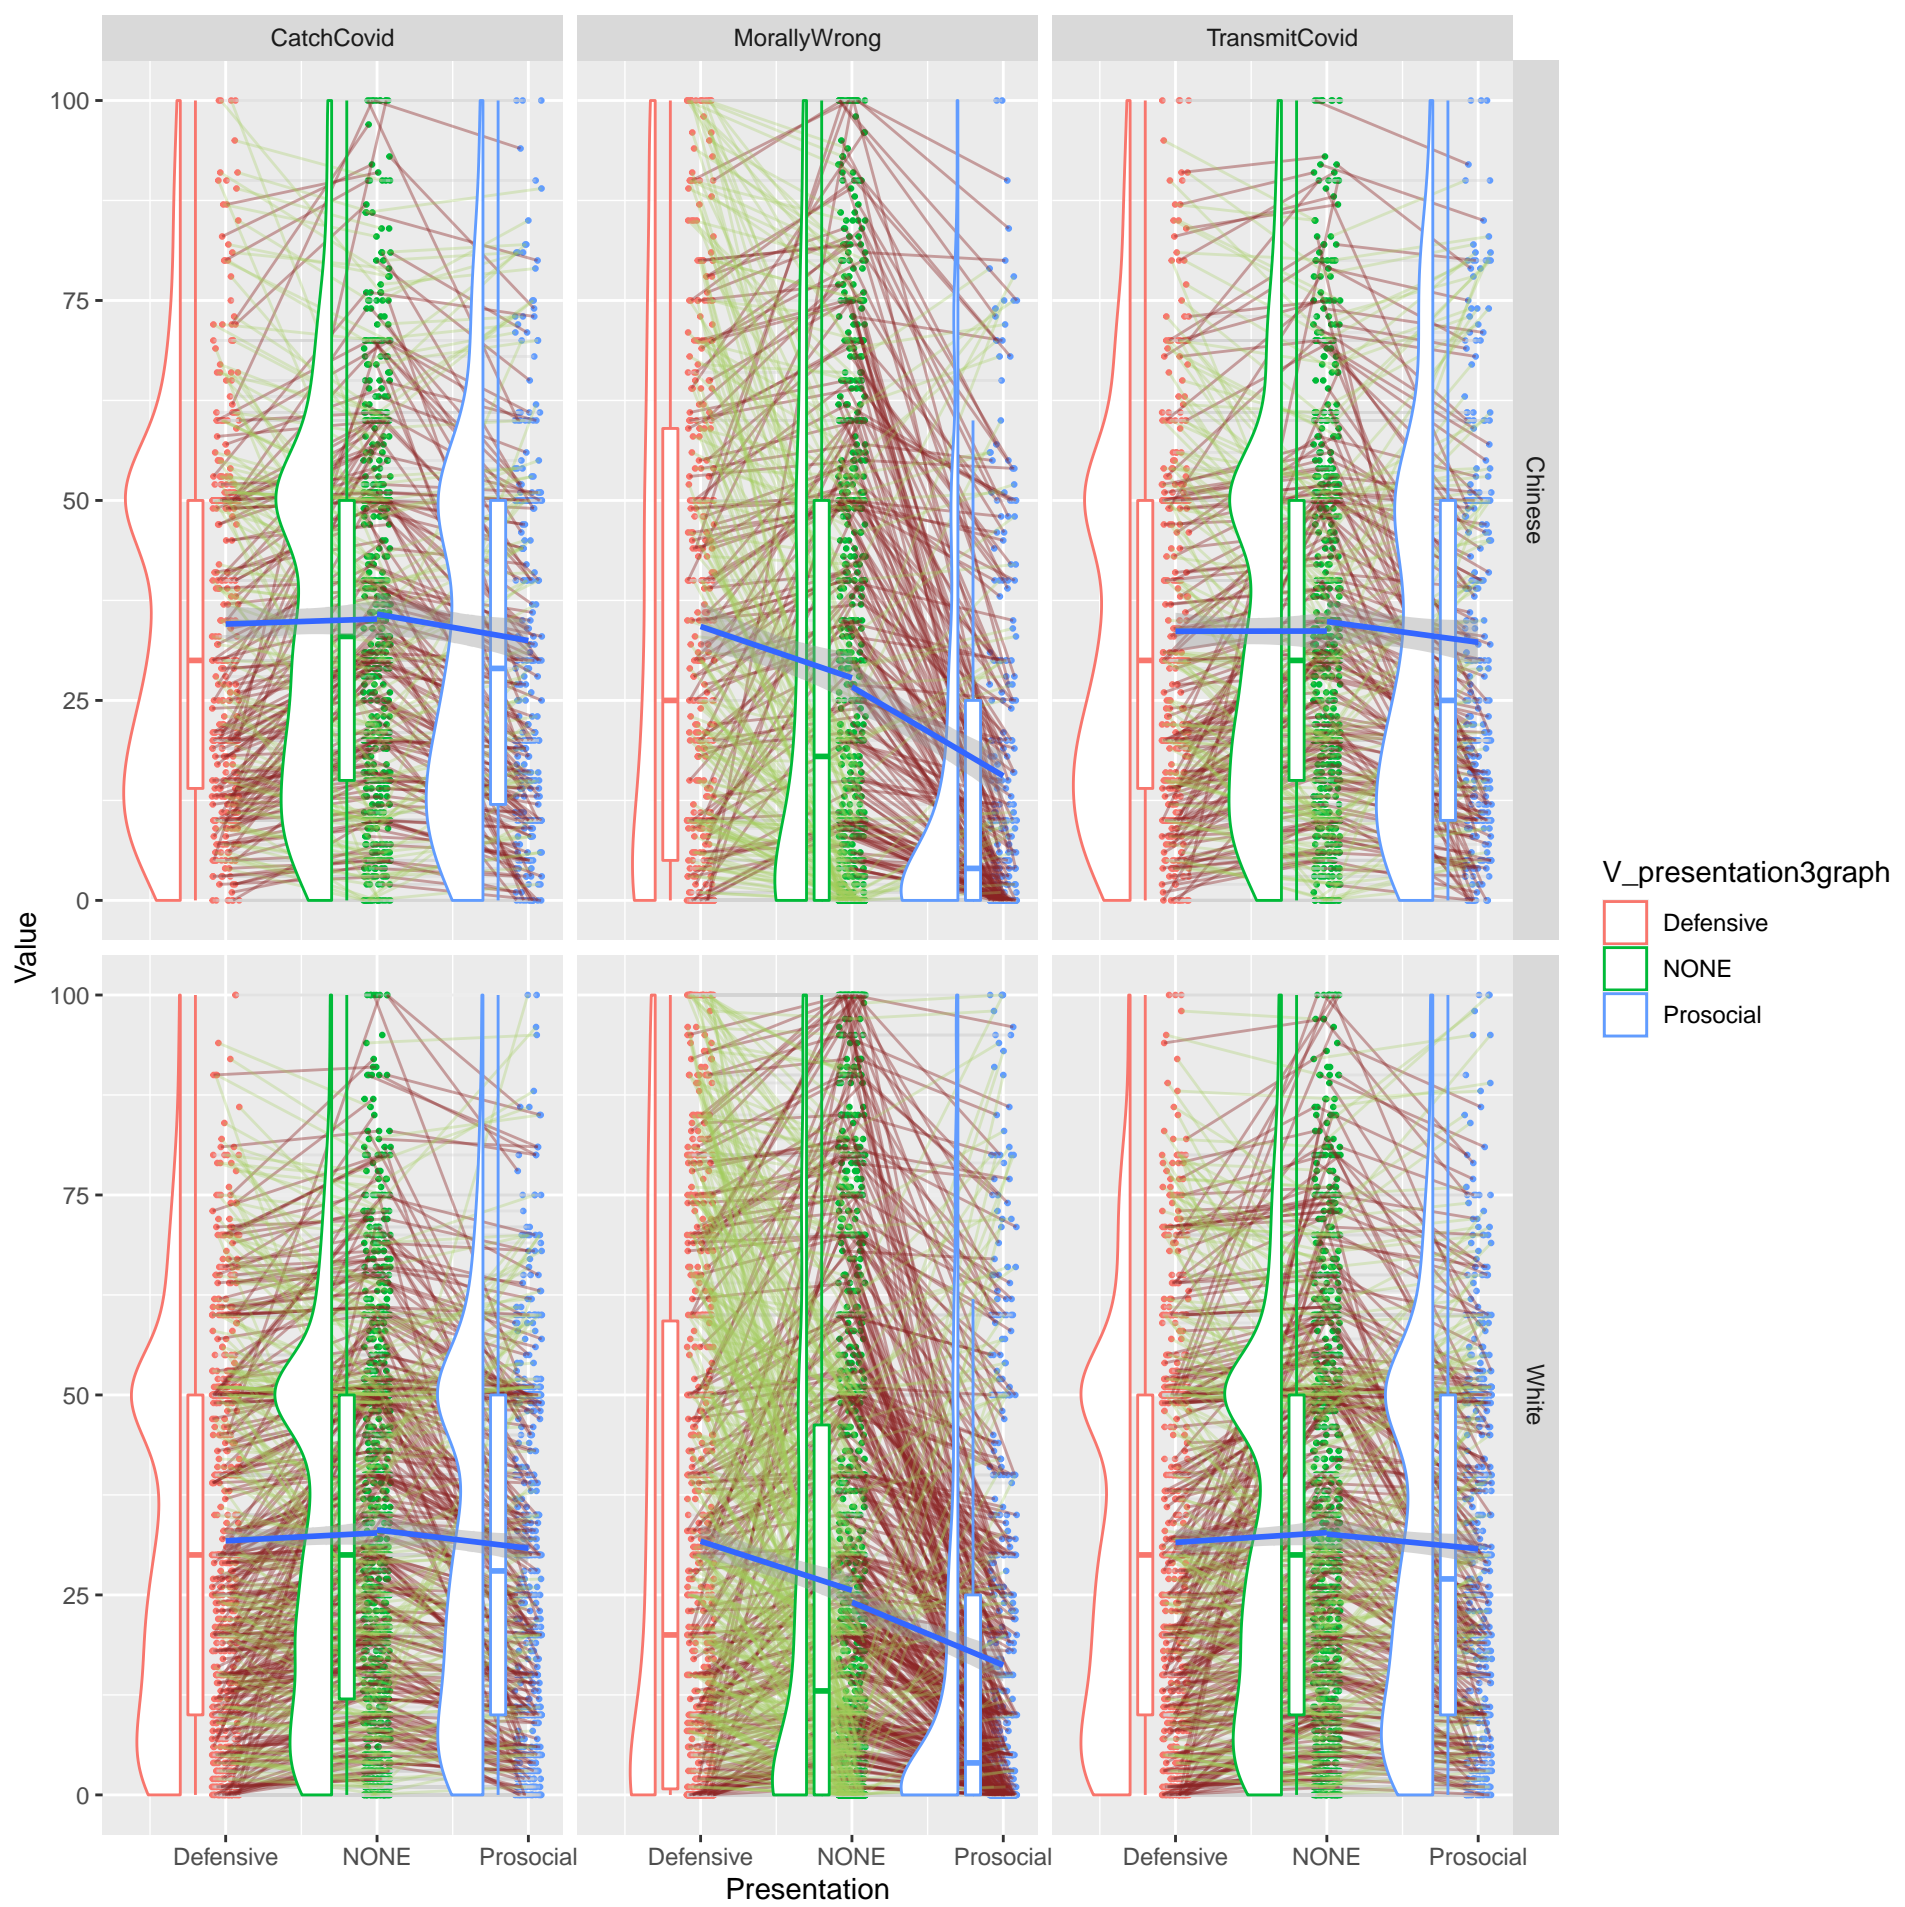 CatchCovid
MorallyWrong
TransmitCovid
100
75
50
25
0
Chinese
Value
100
75
50
25
0
White
Defensive
NONE
Prosocial
Defensive
NONE
Prosocial
Defensive
NONE
Prosocial
Presentation
V_presentation3graph
Defensive
NONE
Prosocial